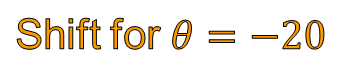 Shift for θ = −20